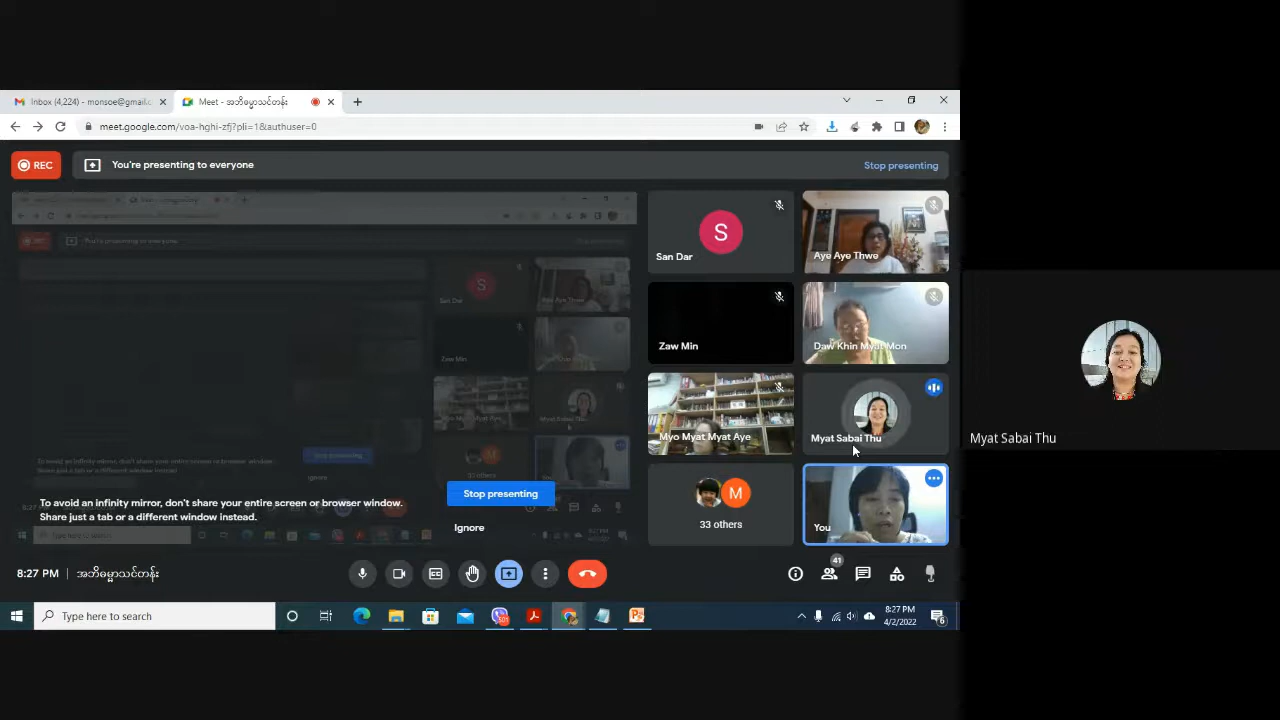 Inbox (4,224) - monsoe@gmail.c
Meet - အဘိဓမ္မာသင်တန်း
meet.google.com/voa-hghi-zfj?pli=1&authuser=0
REC
You're presenting to everyone
Stop presenting
San Dar
Aye Aye Thwe
Zaw Min
Daw Khin Myat Mon
Myo Myat Myat Aye
Myat Sabai Thu
M
33 others
You
S
To avoid an infinity mirror, don't share your entire screen or browser window.
Share just a tab or a different window instead.
Stop presenting
Ignore
8:27 PM | အဘိဓမ္မာသင်တန်း
41
Type here to search
8:27 PM
4/2/2022
6
Myat Sabai Thu